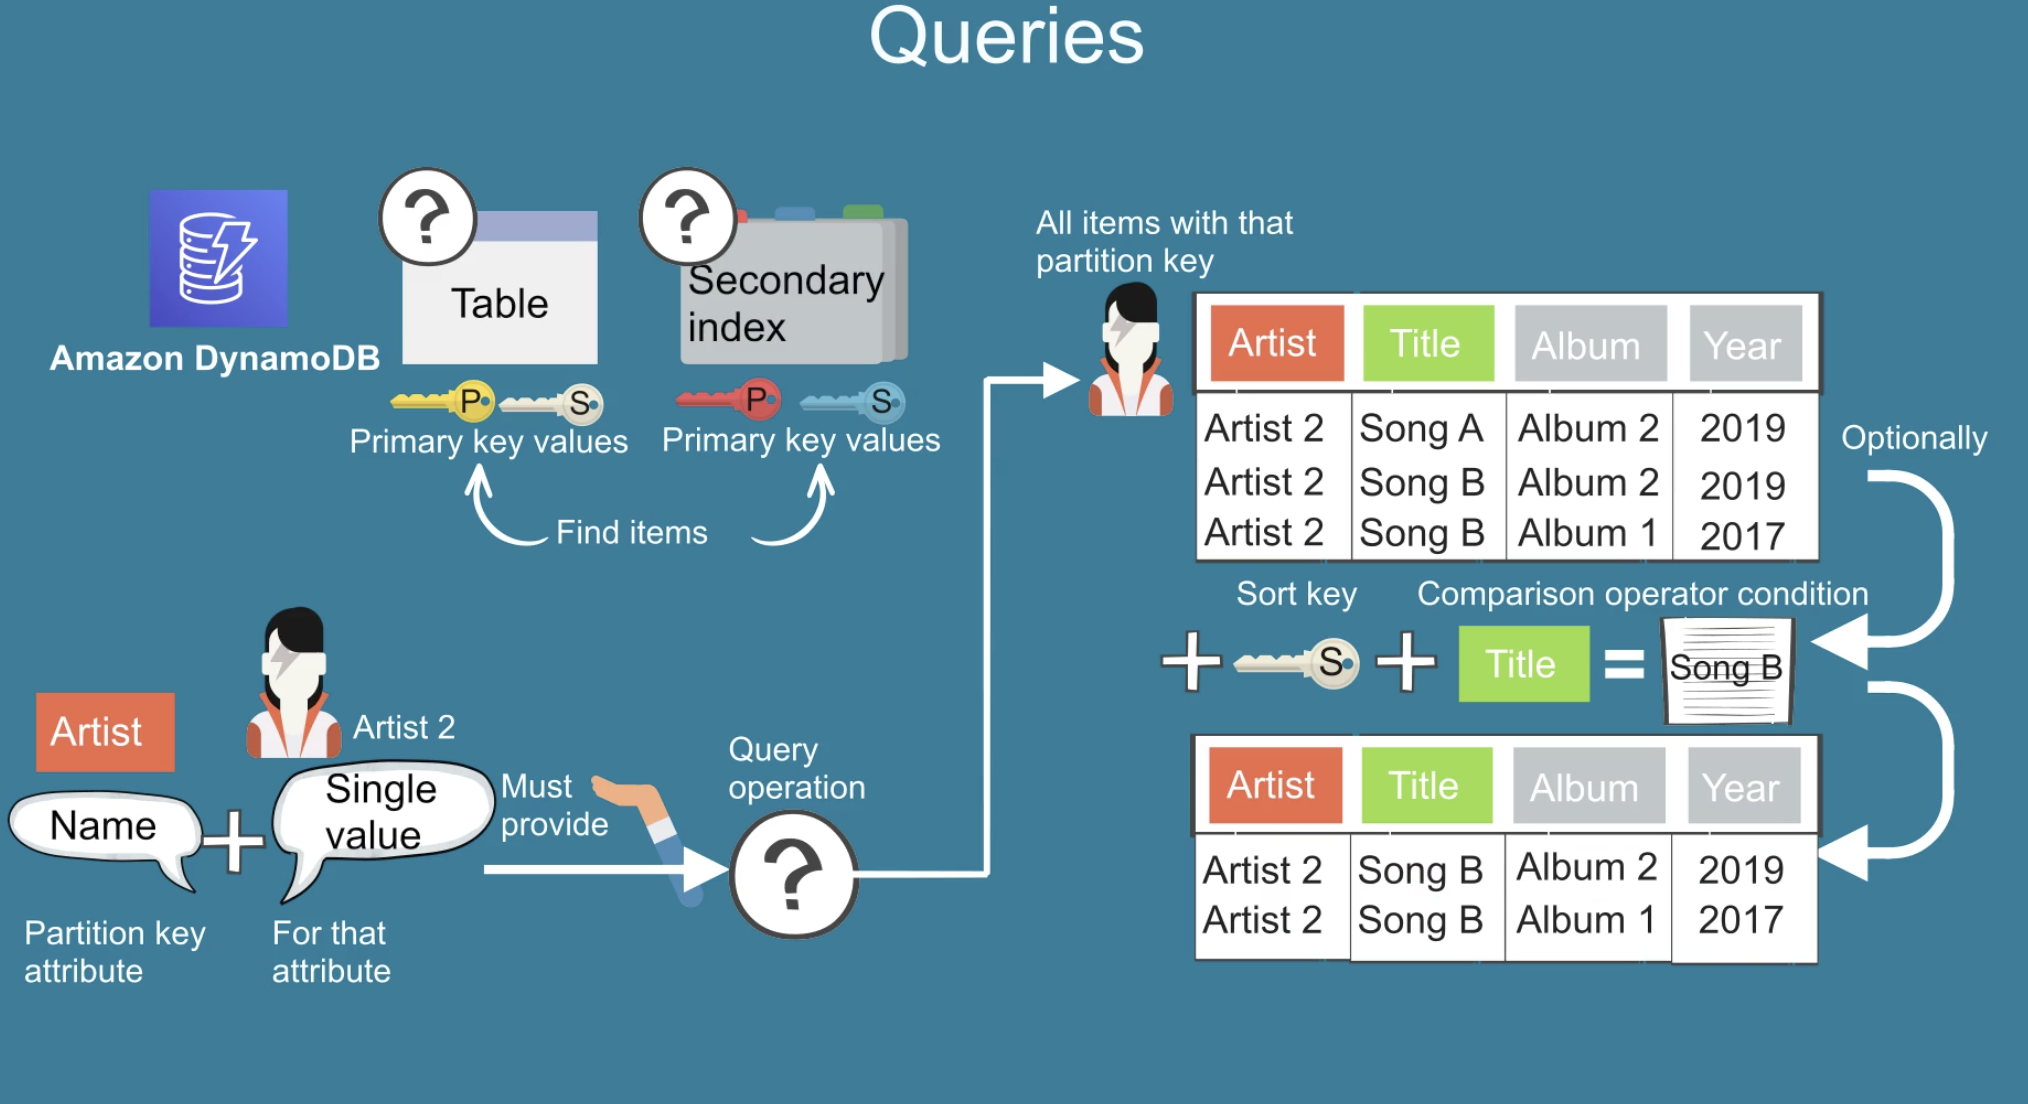 Queries
?
?
Table
Secondary
index
Amazon DynamoDB
P
S
P
S
Primary key values
Primary key values
Find items
Artist
Artist 2
Name
Single
value
Must
provide
Query
operation
?
Partition key
attribute
For that
attribute
All items with that
partition key
Artist Title Album Year
Artist 2 Song A Album 2 2019
Artist 2 Song B Album 2 2019
Artist 2 Song B Album 1 2017
Optionally
Sort key
Comparison operator condition
+ S + Title = Song B
Artist Title Album Year
Artist 2 Song B Album 2 2019
Artist 2 Song B Album 1 2017